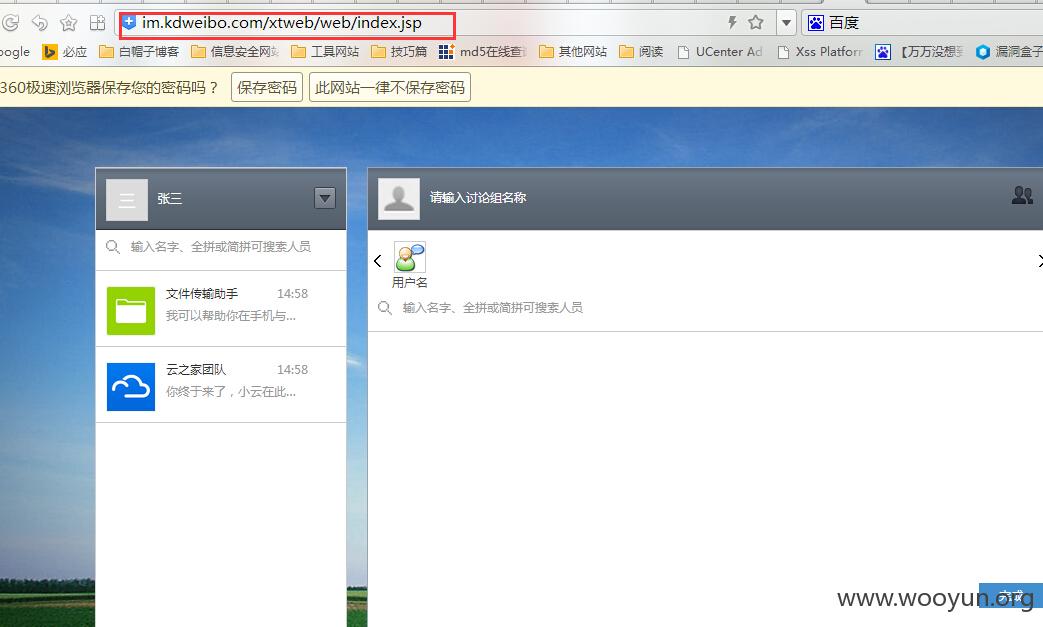 im.kdweibo.com/xtweb/web/index.jsp
百度
oogle 必应 白帽子博客 信息安全网站 工具网站 技巧篇 md5在线查询 其他网站 阅读 UCenter Ad Xss Platform 【万万没想到 漏洞盒子
360极速浏览器保存您的密码吗？ 保存密码 此网站一律不保存密码
三 张三
请输入讨论组名称
输入名字、全拼或简拼可搜索人员
用户名
输入名字、全拼或简拼可搜索人员
文件传输助手 14:58
我可以帮助你在手机与...
云之家团队 14:58
你终于来了，小云在此...
完成
www.wooyun.org